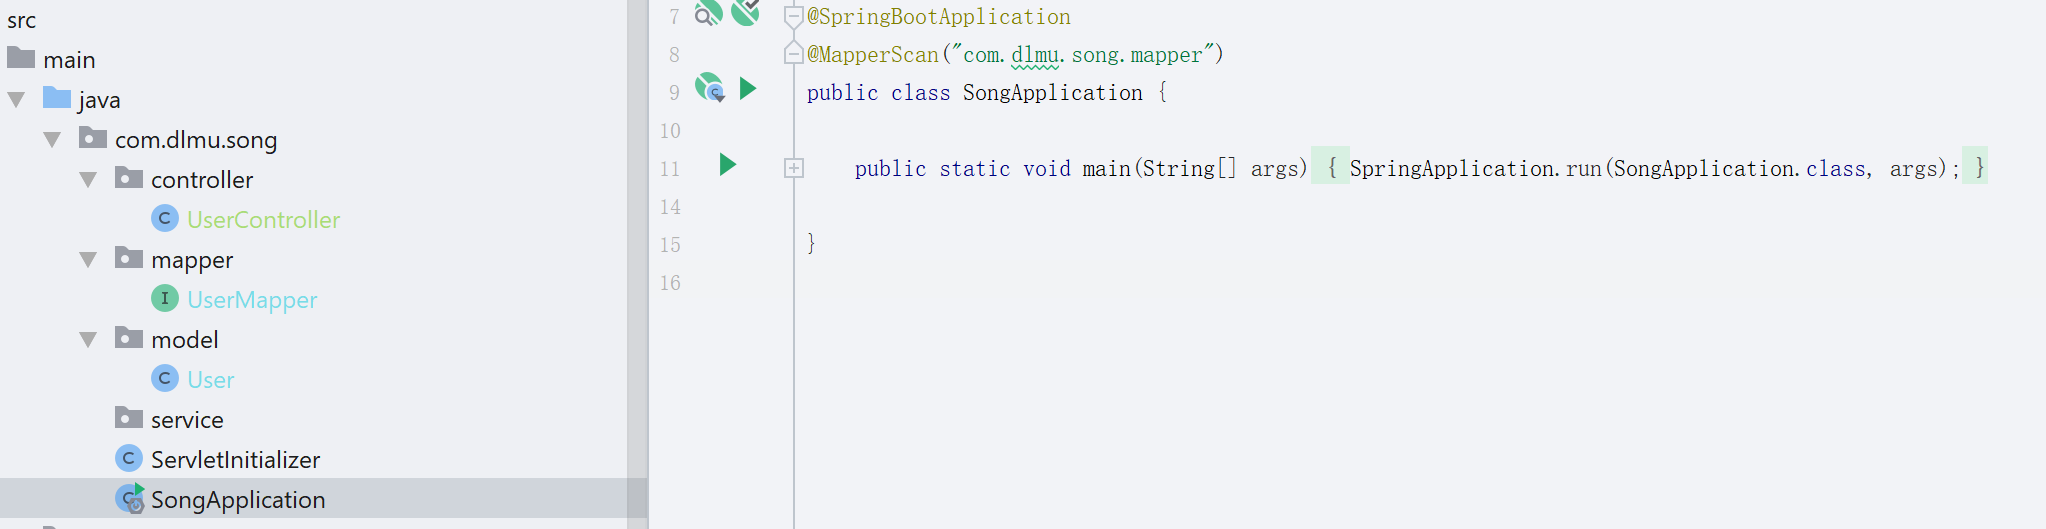 src
main
java
com.dlmu.song
controller
C UserController
mapper
I UserMapper
model
C User
service
C ServletInitializer
C SongApplication
7 @SpringBootApplication
8 @MapperScan("com.dlmu.song.mapper")
9 C public class SongApplication {
10
11 public static void main(String[] args) { SpringApplication.run(SongApplication.class, args); }
14
15 }
16